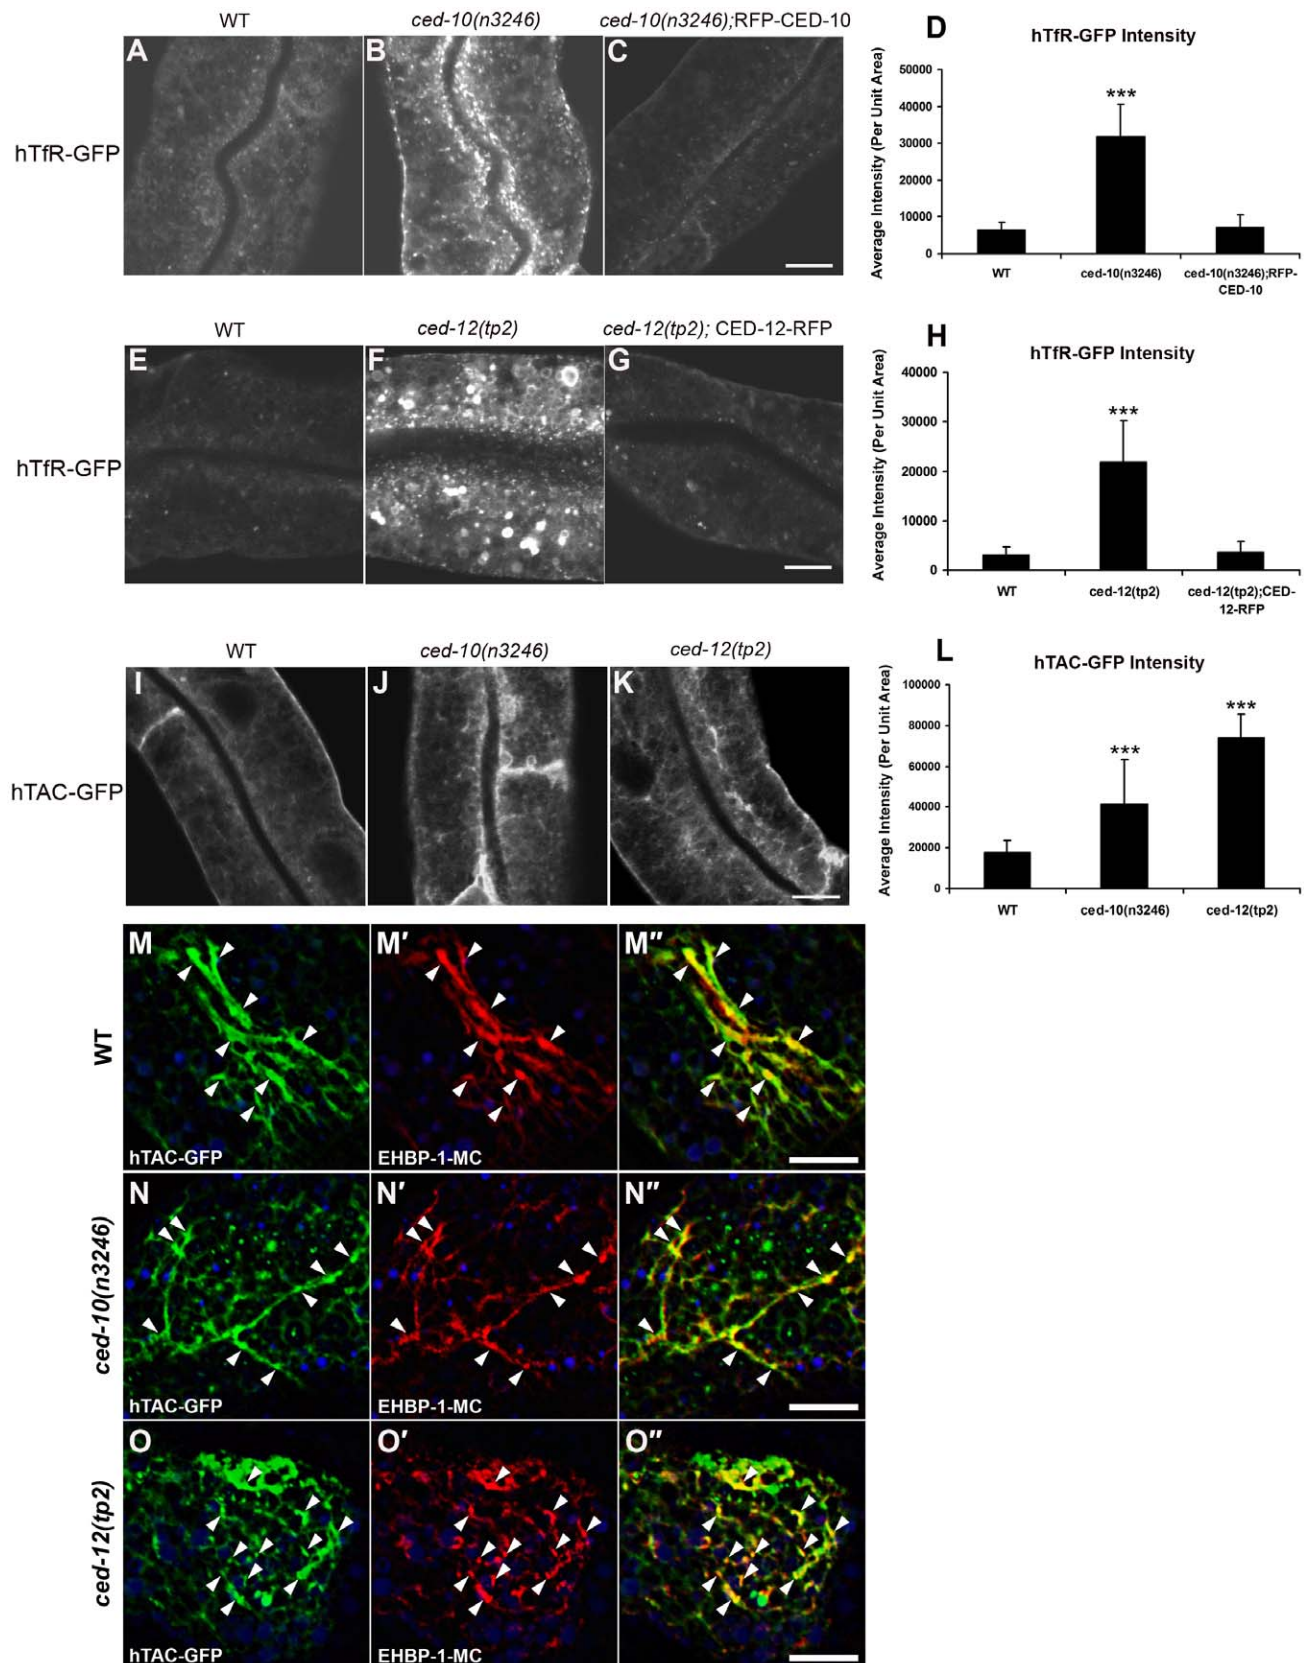 WT
ced-10(n3246)
ced-10(n3246);RFP-CED-10
A
B
C
hTfR-GFP
D
hTfR-GFP Intensity
Average Intensity (Per Unit Area)
50000
40000
30000
20000
10000
0
***
WT
ced-10(n3246)
ced-10(n3246);RFP-
CED-10
WT
ced-12(tp2)
ced-12(tp2); CED-12-RFP
E
F
G
hTfR-GFP
H
hTfR-GFP Intensity
Average Intensity (Per Unit Area)
40000
30000
20000
10000
0
***
WT
ced-12(tp2)
ced-12(tp2);CED-
12-RFP
WT
ced-10(n3246)
ced-12(tp2)
I
J
K
hTAC-GFP
L
hTAC-GFP Intensity
Average Intensity (Per Unit Area)
100000
80000
60000
40000
20000
0
***
***
WT
ced-10(n3246)
ced-12(tp2)
WT
M
M′
M″
hTAC-GFP
EHBP-1-MC
ced-10(n3246)
N
N′
N″
hTAC-GFP
EHBP-1-MC
ced-12(tp2)
O
O′
O″
hTAC-GFP
EHBP-1-MC